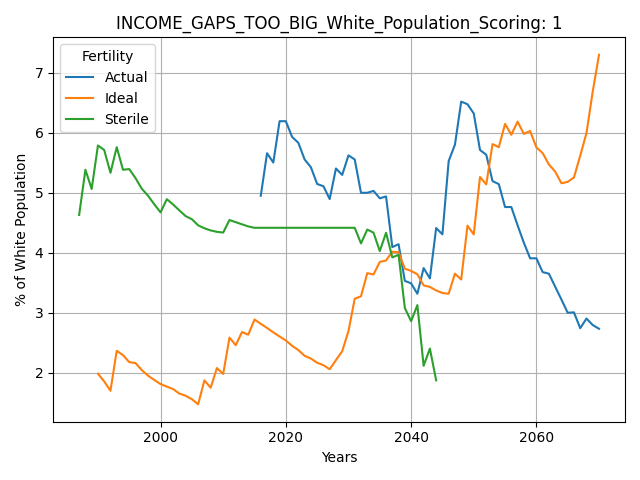 INCOME_GAPS_TOO_BIG_White_Population_Scoring: 1
Fertility
Actual
Ideal
Sterile
7
6
5
4
3
2
% of White Population
2000 2020 2040 2060
Years